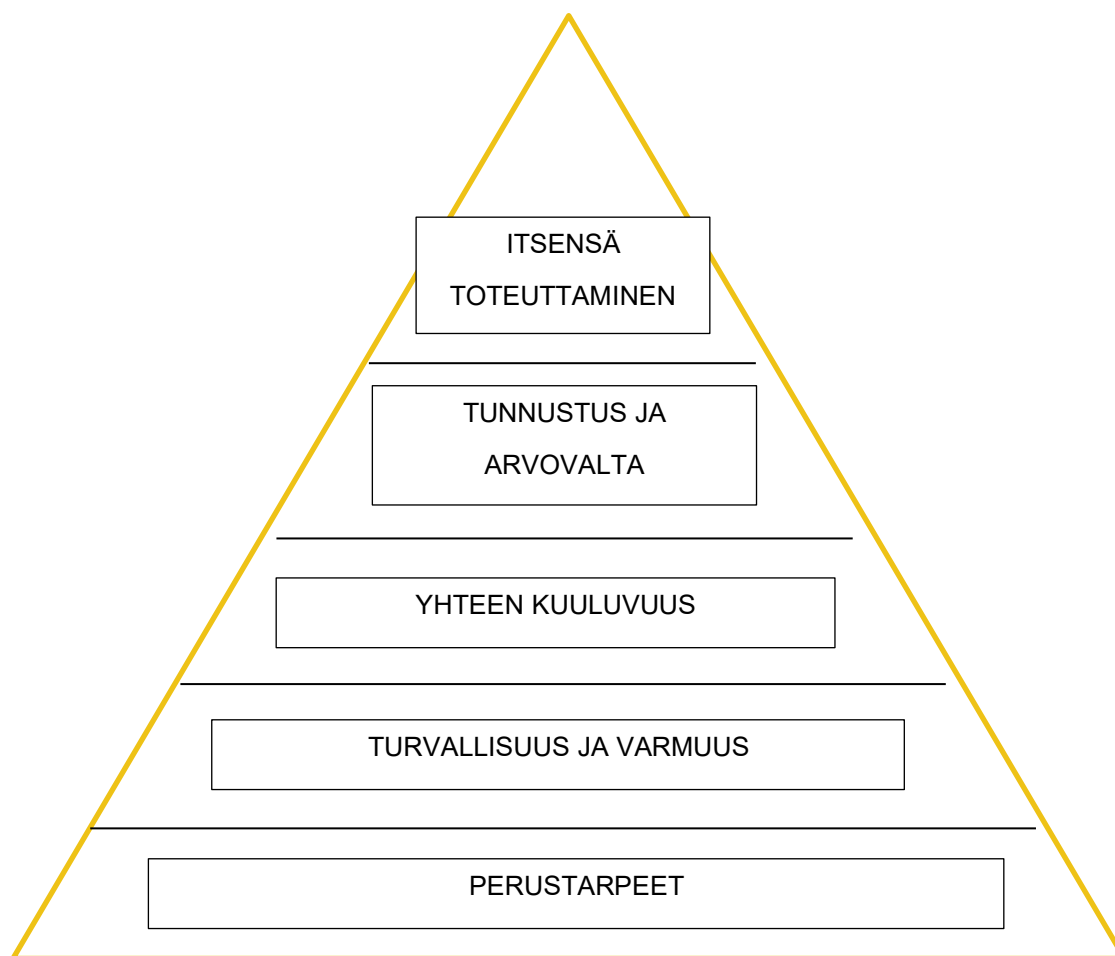 ITSENSÄ
TOTEUTTAMINEN
TUNNUSTUS JA
ARVOVALTA
YHTEEN KUULUVUUS
TURVALLISUUS JA VARMUUS
PERUSTARPEET